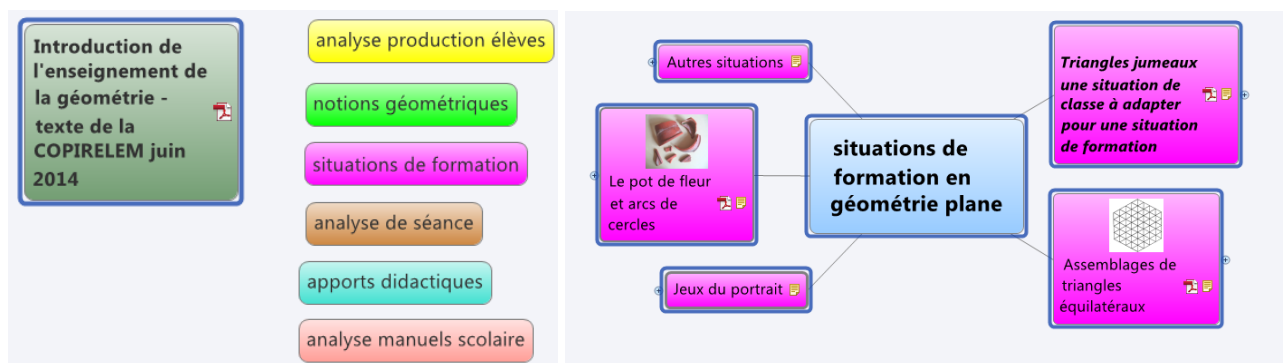 Introduction de
l'enseignement de
la géométrie -
texte de la
COPIRELEM juin
2014
analyse production élèves
notions géométriques
situations de formation
analyse de séance
apports didactiques
analyse manuels scolaire
Autres situations
Le pot de fleur
et arcs de
cercles
Jeux du portrait
situations de
formation en
géométrie plane
Triangles jumeaux
une situation de
classe à adapter
pour une situation
de formation
Assemblages de
triangles
équilatéraux